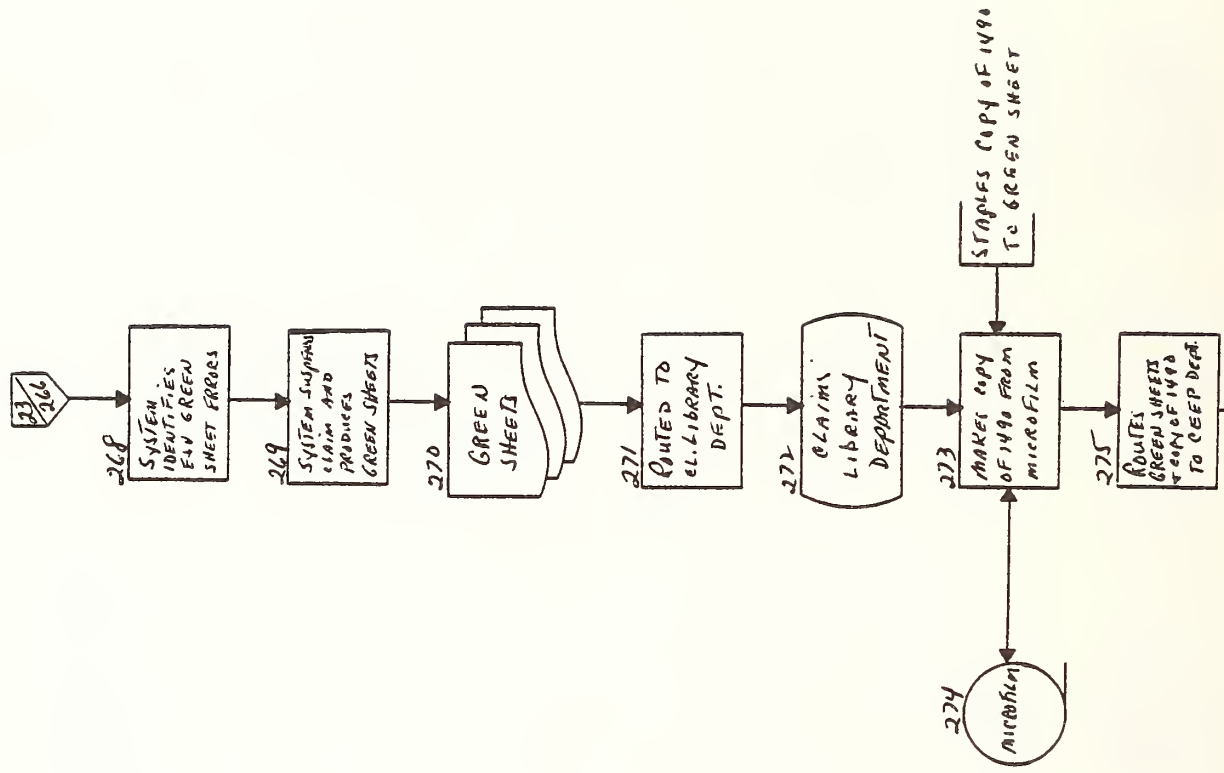 23
266
268
SYSTEM
IDENTIFIES
EDN GREEN
SHEET ERRORS
269
SYSTEM SUSPENDS
CLAIM AND
PRODUCES
GREEN SHEETS
270
GREEN
SHEETS
271
ROUTED TO
CL. LIBRARY
DEPT.
272
CLAIMS
LIBRARY
DEPARTMENT
273
MAKES COPY
OF 1490 FROM
MICROFILM
STAPLES COPY OF 1490
TO GREEN SHEET
274
MICROFILM
275
ROUTES
GREEN SHEETS
+ COPY OF 1490
TO CEEP DEPT.